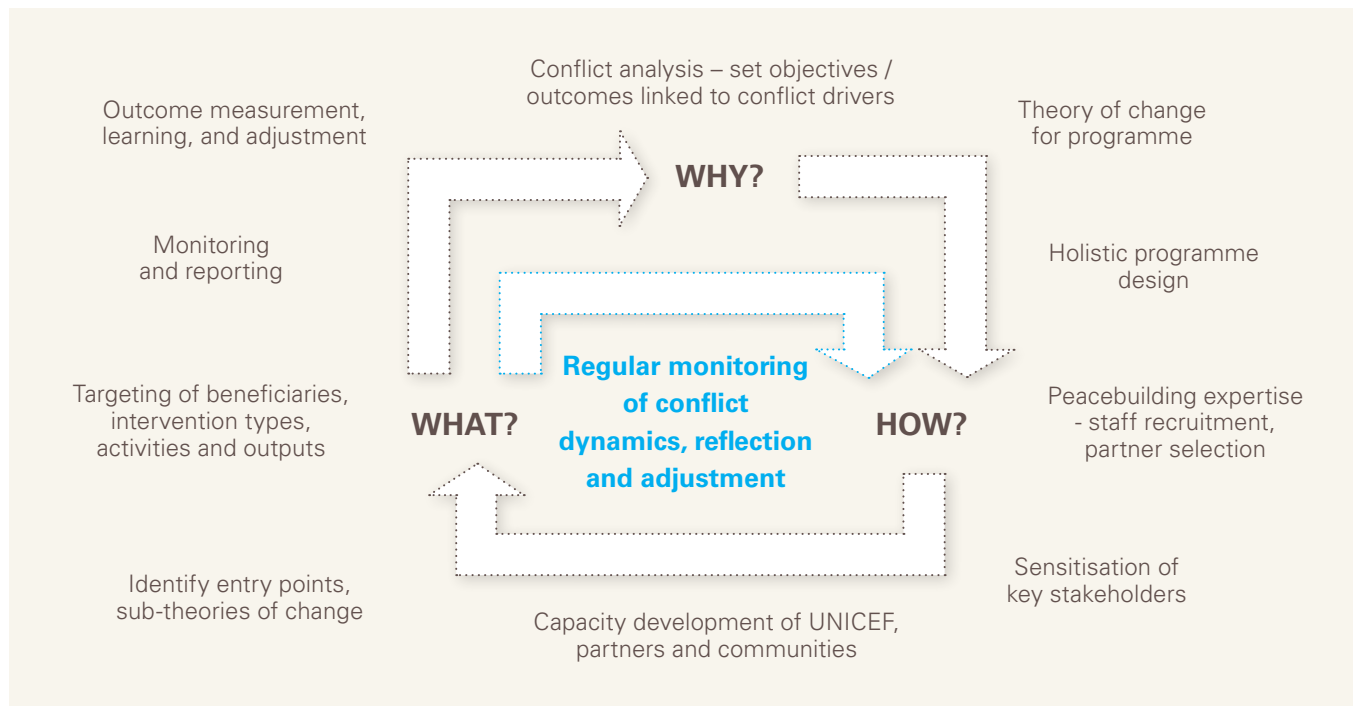 Conflict analysis – set objectives /
outcomes linked to conflict drivers
Theory of change
for programme
Holistic programme
design
Peacebuilding expertise
- staff recruitment,
partner selection
Sensitisation of
key stakeholders
Capacity development of UNICEF,
partners and communities
Identify entry points,
sub-theories of change
Targeting of beneficiaries,
intervention types,
activities and outputs
Monitoring
and reporting
Outcome measurement,
learning, and adjustment
WHY?
HOW?
WHAT?
Regular monitoring
of conflict
dynamics, reflection
and adjustment